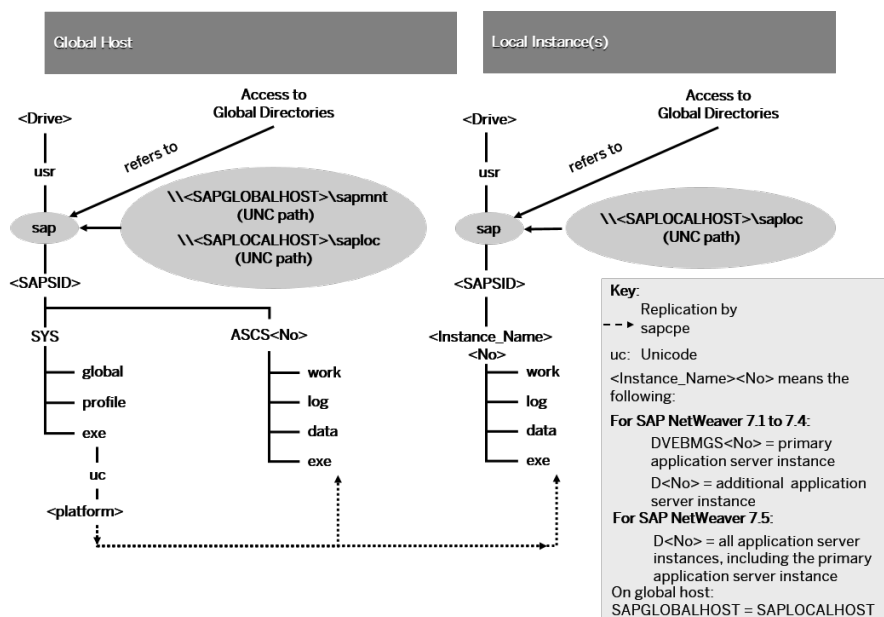 Global Host
Access to
Global Directories
<Drive>
refers to
usr
\\<SAPGLOBALHOST>\sapmnt
(UNC path)
\\<SAPLOCALHOST>\saploc
(UNC path)
sap
<SAPSID>
SYS
ASCS<No>
global
profile
exe
uc
<platform>
work
log
data
exe
Local Instance(s)
Access to
Global Directories
<Drive>
refers to
usr
\\<SAPLOCALHOST>\saploc
(UNC path)
sap
<SAPSID>
<Instance_Name>
<No>
work
log
data
exe
Key:
Replication by
sapcpe
uc: Unicode
<Instance_Name><No> means the
following:
For SAP NetWeaver 7.1 to 7.4:
DVEBMGS<No> = primary
application server instance
D<No> = additional application
server instance
For SAP NetWeaver 7.5:
D<No> = all application server
instances, including the primary
application server instance
On global host:
SAPGLOBALHOST = SAPLOCALHOST